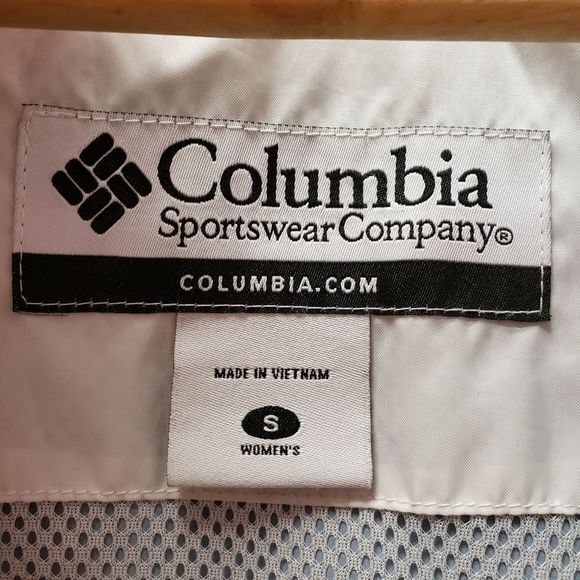 Columbia
Sportswear Company®
COLUMBIA.COM
MADE IN VIETNAM
S
WOMEN'S